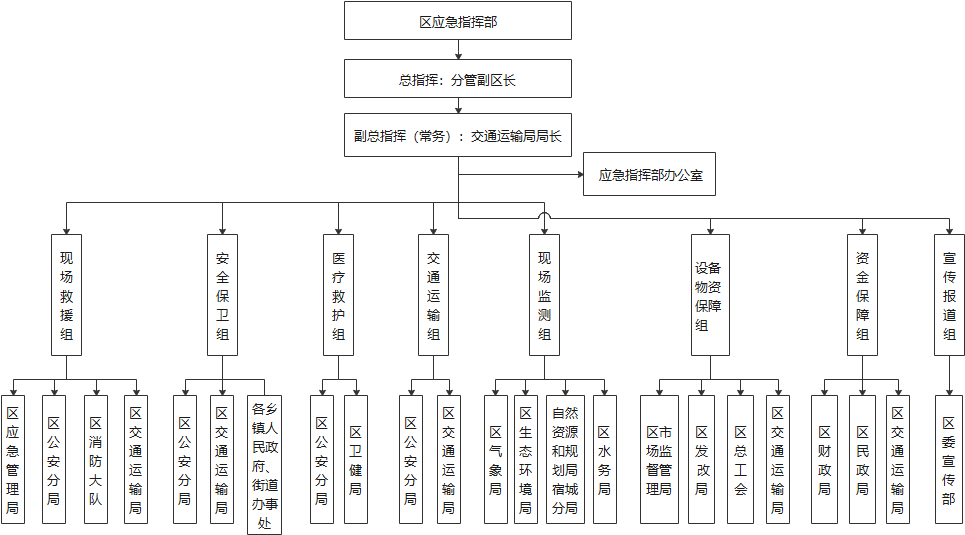 区应急指挥部
总指挥：分管副区长
副总指挥（常务）：交通运输局局长
应急指挥部办公室
现场救援组
安全保卫组
医疗救护组
交通运输组
现场监测组
设备
物资
保障
组
资金保障组
宣传报道组
区应急管理局
区公安分局
区消防大队
区交通运输局
区公安分局
区交通运输局
各乡
镇人
民政
府、
街道
办事
处
区公安分局
区卫健局
区公安分局
区交通运输局
区气象局
区生态环境局
自然
资源
和规
划局
宿城
分局
区水务局
区市
场监
督管
理局
区发改局
区总工会
区交通运输局
区财政局
区民政局
区交通运输局
区委宣传部